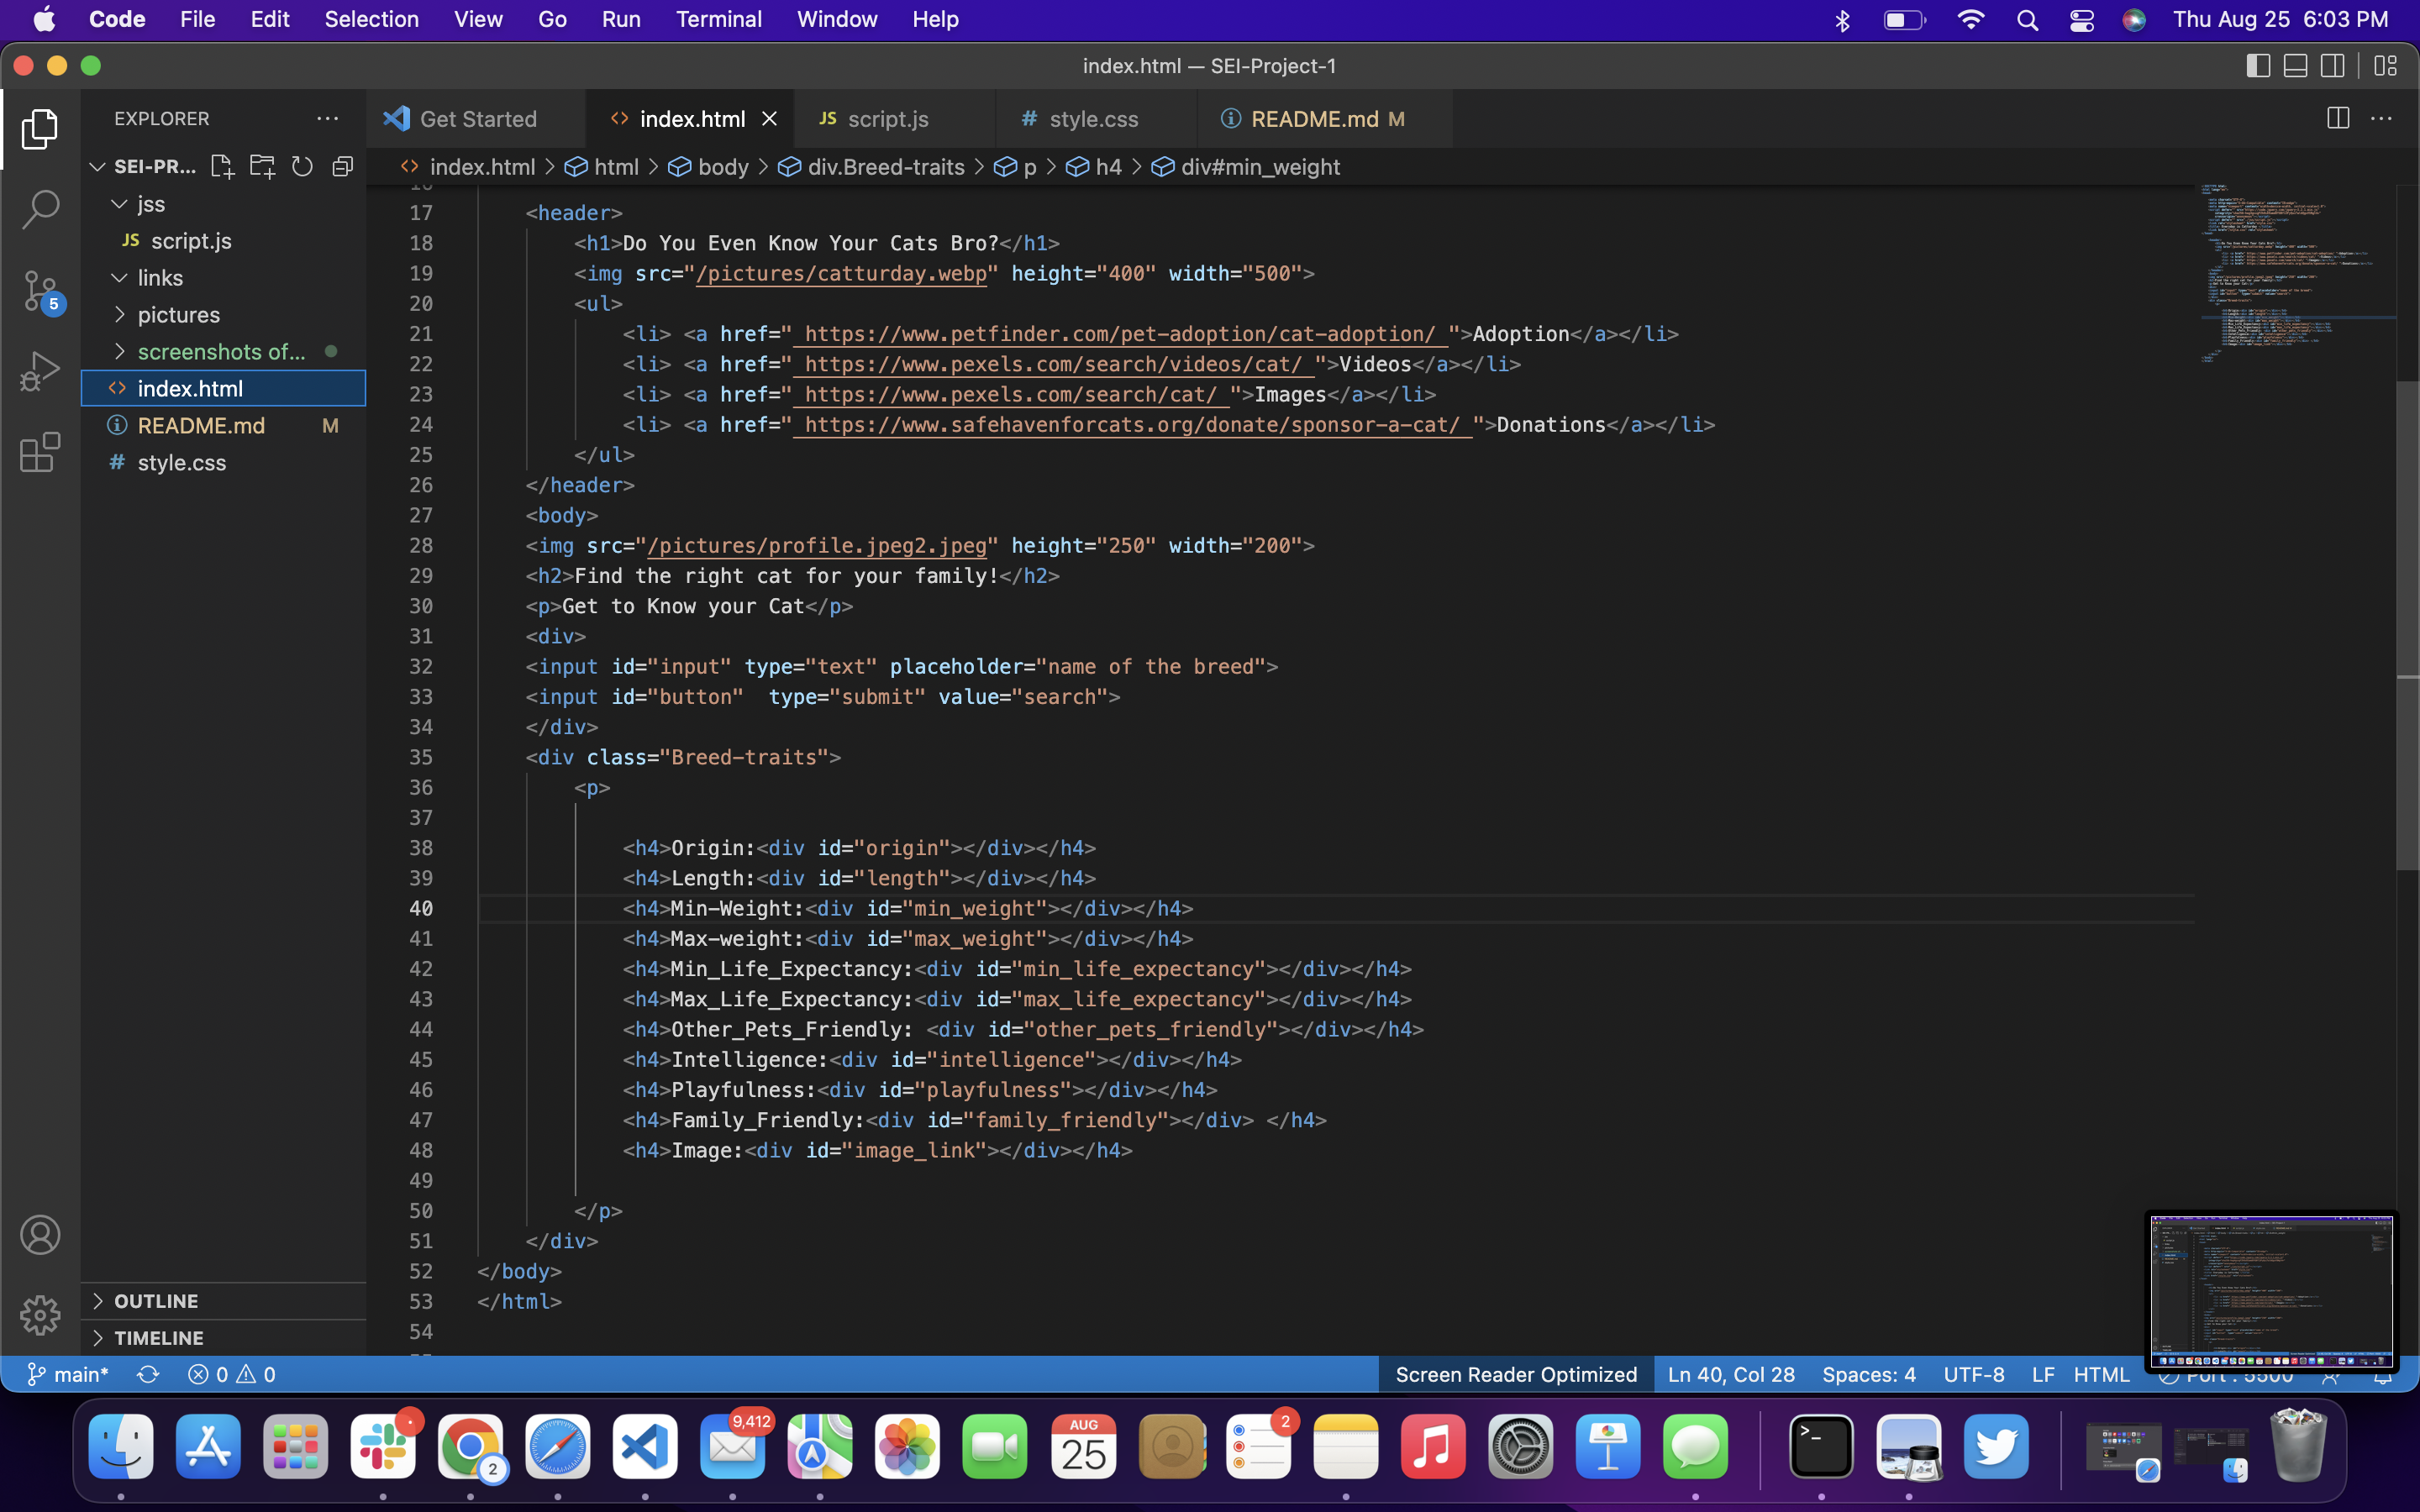 Code File Edit Selection View Go Run Terminal Window Help Thu Aug 25 6:03 PM
index.html — SEI-Project-1
EXPLORER
Get Started
index.html
JS script.js
# style.css
README.md M
SEI-PR...
index.html > html > body > div.Breed-traits > p > h4 > div#min_weight
jss
JS script.js
links
pictures
screenshots of...
index.html
README.md M
# style.css
5
OUTLINE
TIMELINE
17 <header>
18 <h1>Do You Even Know Your Cats Bro?</h1>
19 <img src="/pictures/catturday.webp" height="400" width="500">
20 <ul>
21 <li> <a href=" https://www.petfinder.com/pet-adoption/cat-adoption/ ">Adoption</a></li>
22 <li> <a href=" https://www.pexels.com/search/videos/cat/ ">Videos</a></li>
23 <li> <a href=" https://www.pexels.com/search/cat/ ">Images</a></li>
24 <li> <a href=" https://www.safehavenforcats.org/donate/sponsor-a-cat/ ">Donations</a></li>
25 </ul>
26 </header>
27 <body>
28 <img src="/pictures/profile.jpeg2.jpeg" height="250" width="200">
29 <h2>Find the right cat for your family!</h2>
30 <p>Get to Know your Cat</p>
31 <div>
32 <input id="input" type="text" placeholder="name of the breed">
33 <input id="button"  type="submit" value="search">
34 </div>
35 <div class="Breed-traits">
36 <p>
37
38 <h4>Origin:<div id="origin"></div></h4>
39 <h4>Length:<div id="length"></div></h4>
40 <h4>Min-Weight:<div id="min_weight"></div></h4>
41 <h4>Max-weight:<div id="max_weight"></div></h4>
42 <h4>Min_Life_Expectancy:<div id="min_life_expectancy"></div></h4>
43 <h4>Max_Life_Expectancy:<div id="max_life_expectancy"></div></h4>
44 <h4>Other_Pets_Friendly: <div id="other_pets_friendly"></div></h4>
45 <h4>Intelligence:<div id="intelligence"></div></h4>
46 <h4>Playfulness:<div id="playfulness"></div></h4>
47 <h4>Family_Friendly:<div id="family_friendly"></div> </h4>
48 <h4>Image:<div id="image_link"></div></h4>
49
50 </p>
51 </div>
52 </body>
53 </html>
54
main* 0 0 Screen Reader Optimized Ln 40, Col 28 Spaces: 4 UTF-8 LF HTML Port : 5500
2
9,412
AUG
25
2